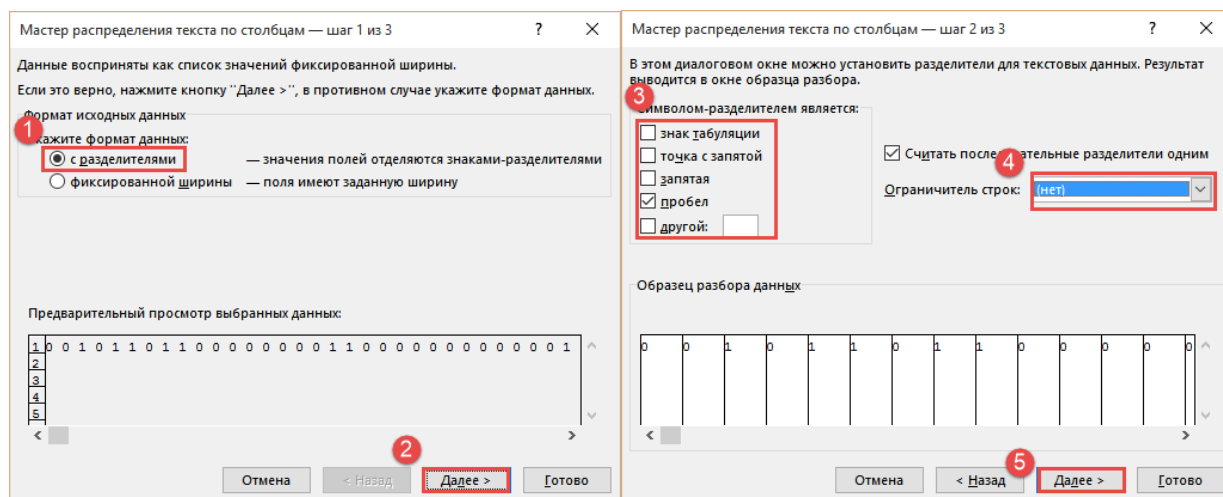 Мастер распределения текста по столбцам — шаг 1 из 3 ? ×
Данные восприняты как список значений фиксированной ширины.
Если это верно, нажмите кнопку "Далее >", в противном случае укажите формат данных.
Формат исходных данных
1
кажите формат данных:
с разделителями — значения полей отделяются знаками-разделителями
фиксированной ширины — поля имеют заданную ширину
Предварительный просмотр выбранных данных:
1 0 0 1 0 1 1 0 1 1 0 0 0 0 0 0 0 0 1 1 0 0 0 0 0 0 0 0 0 0 0 0 1
2
3
4
5
2
Отмена < Назад Далее > Готово
Мастер распределения текста по столбцам — шаг 2 из 3 ? ×
В этом диалоговом окне можно установить разделители для текстовых данных. Результат
выводится в окне образца разбора.
3
Символом-разделителем является:
знак табуляции
точка с запятой
запятая
пробел
другой:
Считать последовательные разделители одним
4
Ограничитель строк: (нет)
Образец разбора данных
0 0 1 0 1 1 0 1 1 0 0 0 0 0
5
Отмена < Назад Далее > Готово